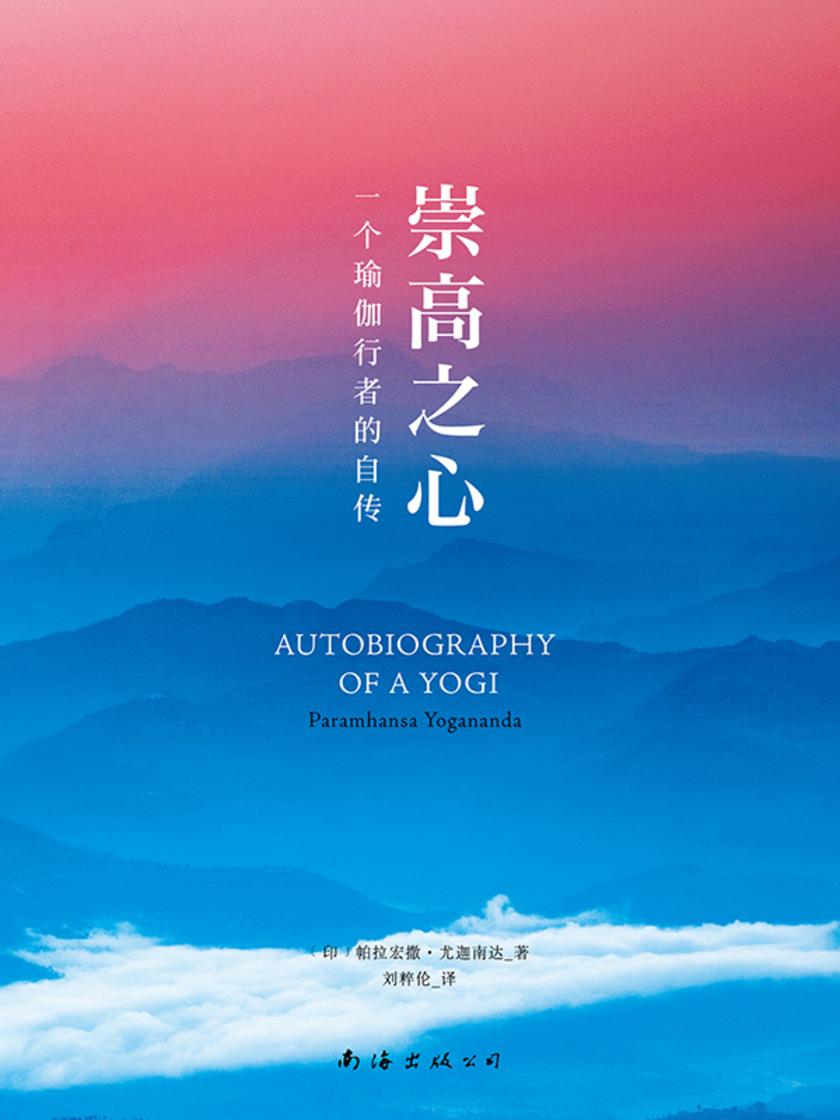 崇高之心
一个瑜伽行者的自传
AUTOBIOGRAPHY
OF A YOGI
Paramhansa Yogananda
〔印〕帕拉宏撒·尤迦南达_著
刘粹伦_译
南海出版公司